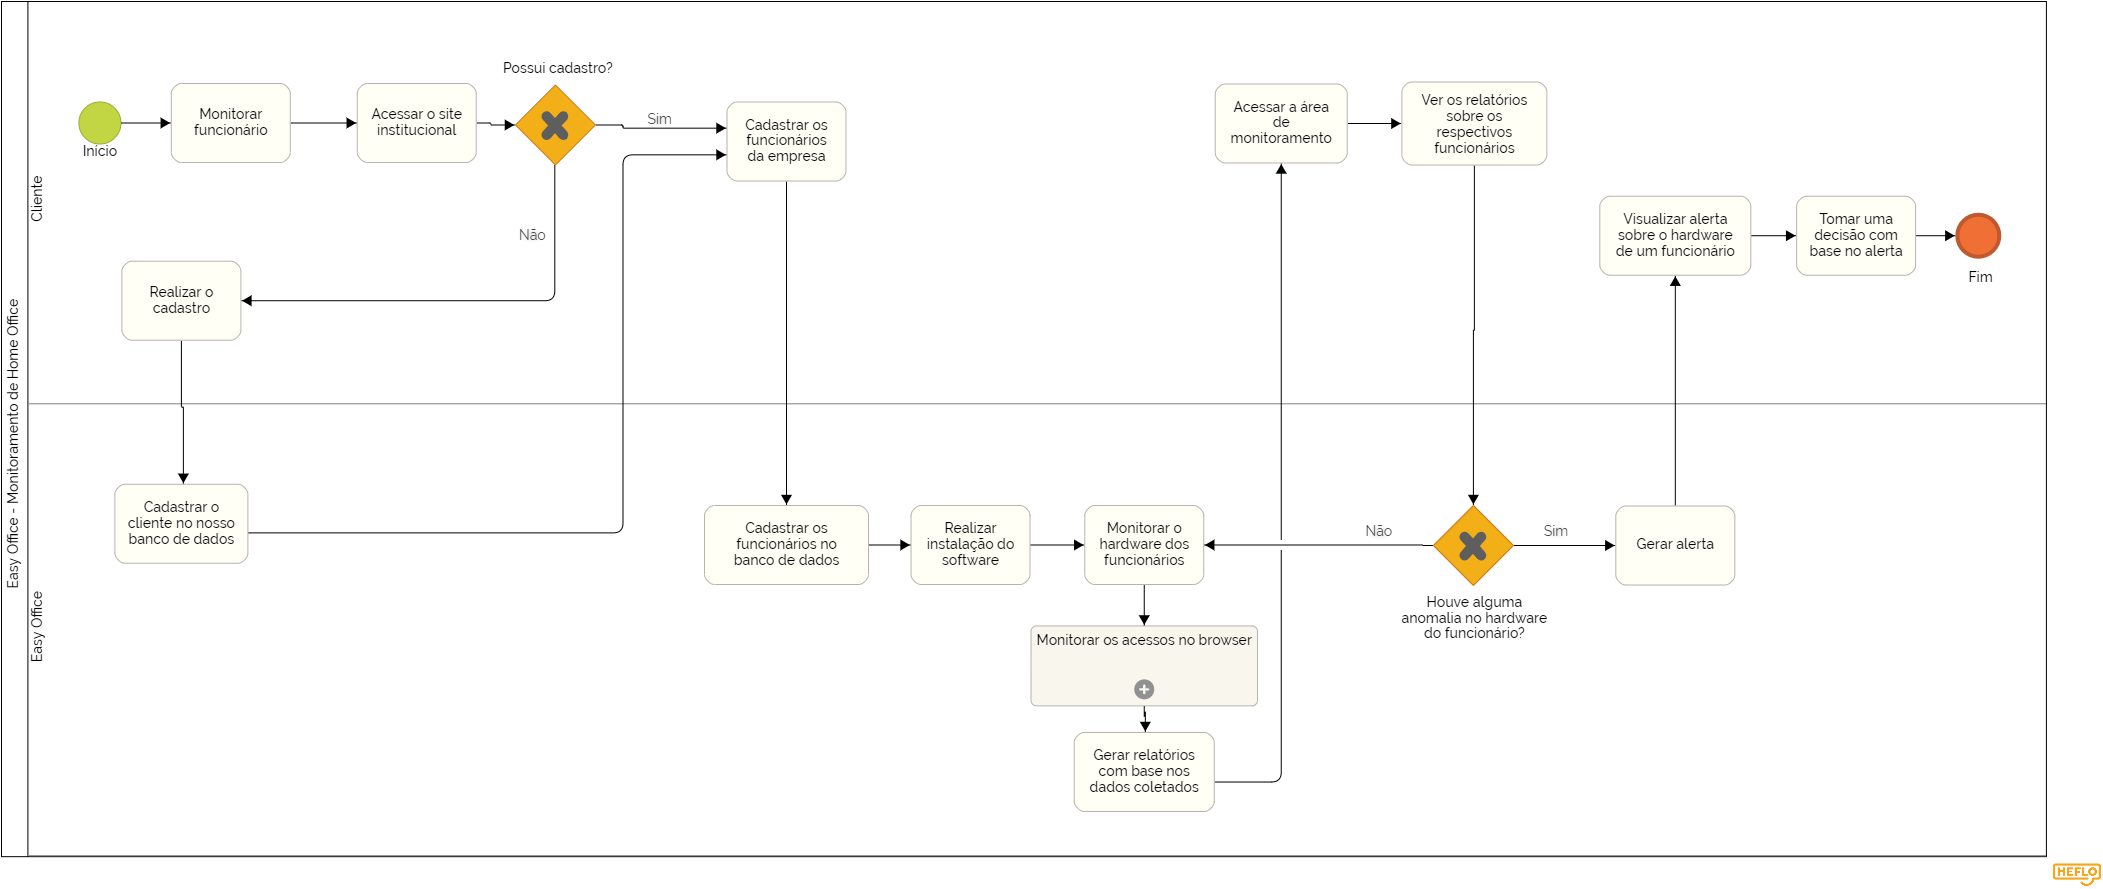 Easy Office - Monitoramento de Home Office
Cliente
Início
Monitorar
funcionário
Acessar o site
institucional
Possui cadastro?
Sim
Não
Realizar o
cadastro
Cadastrar os
funcionários
da empresa
Acessar a área
de
monitoramento
Ver os relatórios
sobre os
respectivos
funcionários
Visualizar alerta
sobre o hardware
de um funcionário
Tomar uma
decisão com
base no alerta
Fim
Easy Office
Cadastrar o
cliente no nosso
banco de dados
Cadastrar os
funcionários no
banco de dados
Realizar
instalação do
software
Monitorar o
hardware dos
funcionários
Monitorar os acessos no browser
Gerar relatórios
com base nos
dados coletados
Não
Sim
Houve alguma
anomalia no hardware
do funcionário?
Gerar alerta
HEFLO